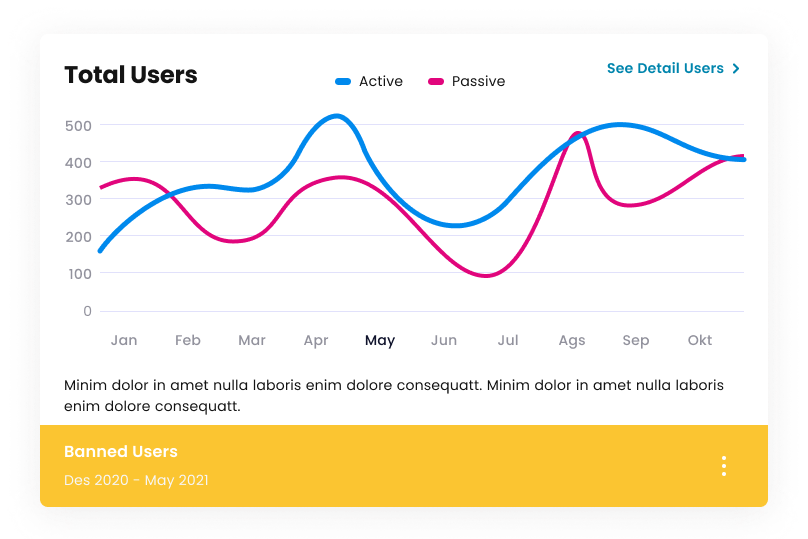 Total Users
Active
Passive
See Detail Users
500
400
300
200
100
0
Jan Feb Mar Apr May Jun Jul Ags Sep Okt
Minim dolor in amet nulla laboris enim dolore consequatt. Minim dolor in amet nulla laboris
enim dolore consequatt.
Banned Users
Des 2020 - May 2021